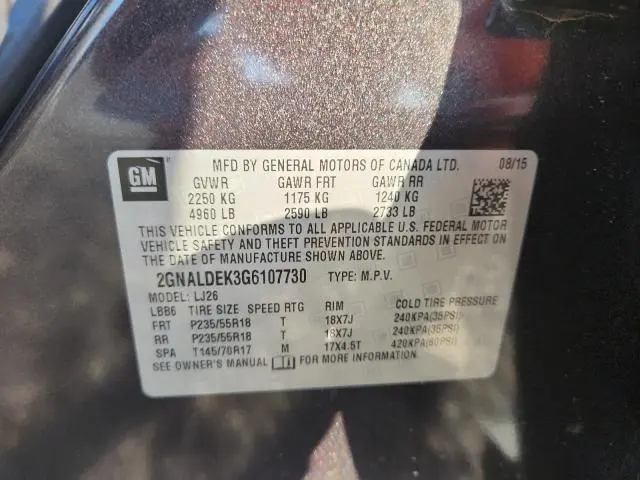 GM
MFD BY GENERAL MOTORS OF CANADA LTD. 08/15
GVWR GAWR FRT GAWR RR
2250 KG 1175 KG 1240 KG
4960 LB 2590 LB 2733 LB
THIS VEHICLE CONFORMS TO ALL APPLICABLE U.S. FEDERAL MOTOR
VEHICLE SAFETY AND THEFT PREVENTION STANDARDS IN EFFECT ON
THE DATE OF MANUFACTURE SHOWN ABOVE.
2GNALDEK3G6107730 TYPE: M.P.V.
MODEL: LJ26
LBB6 TIRE SIZE SPEED RTG RIM COLD TIRE PRESSURE
FRT P235/55R18 T 18X7J 240KPA(35PSI)
RR P235/55R18 T 18X7J 240KPA(35PSI)
SPA T145/70R17 M 17X4.5T 420KPA(60PSI)
SEE OWNER'S MANUAL FOR MORE INFORMATION.